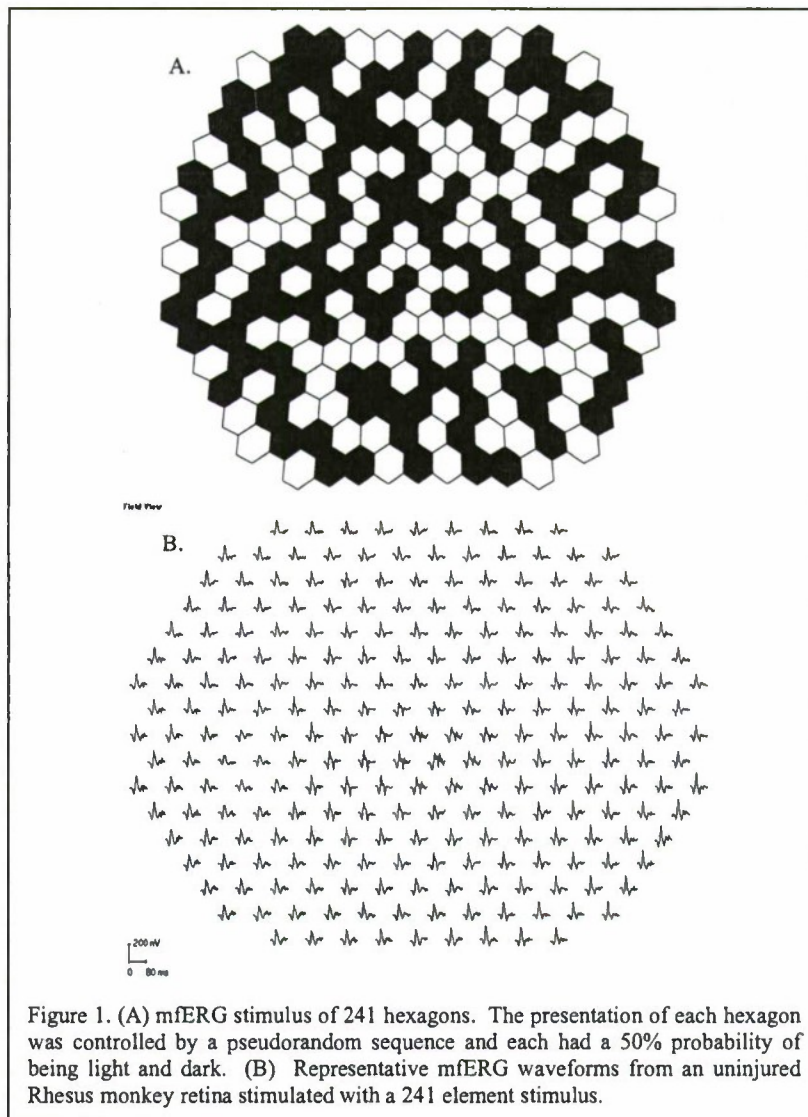 A.
Field View
B.
200 nV
0 80 ms
Figure 1. (A) mfERG stimulus of 241 hexagons. The presentation of each hexagon
was controlled by a pseudorandom sequence and each had a 50% probability of
being light and dark. (B) Representative mfERG waveforms from an uninjured
Rhesus monkey retina stimulated with a 241 element stimulus.